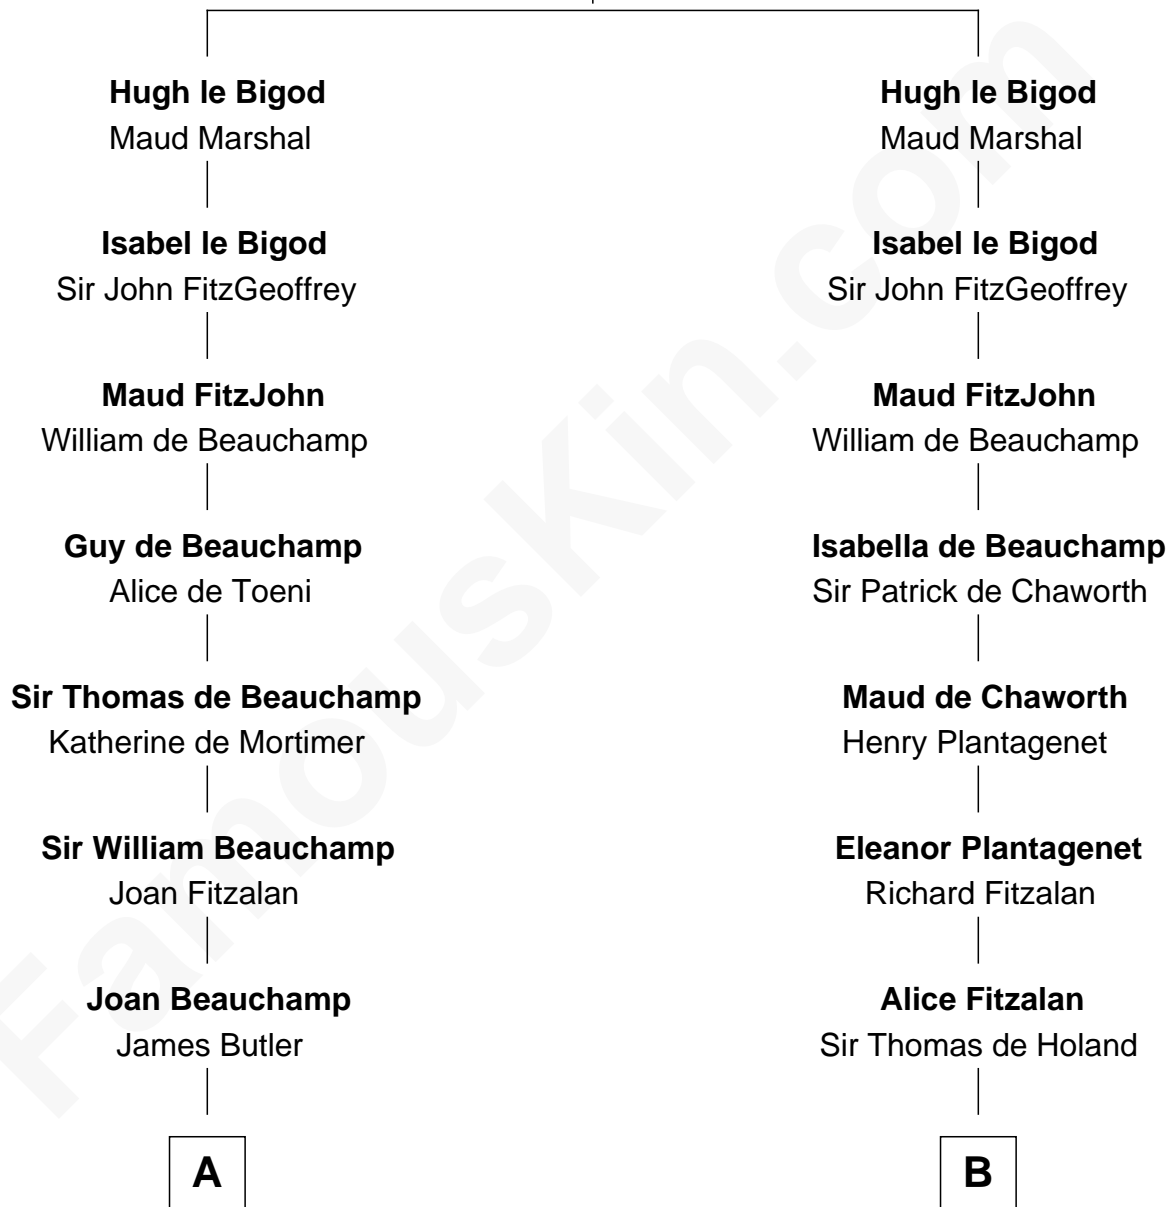 Hugh le Bigod
Maud Marshal
Isabel le Bigod
Sir John FitzGeoffrey
Maud FitzJohn
William de Beauchamp
Guy de Beauchamp
Alice de Toeni
Sir Thomas de Beauchamp
Katherine de Mortimer
Sir William Beauchamp
Joan Fitzalan
Joan Beauchamp
James Butler
A
Hugh le Bigod
Maud Marshal
Isabel le Bigod
Sir John FitzGeoffrey
Maud FitzJohn
William de Beauchamp
Isabella de Beauchamp
Sir Patrick de Chaworth
Maud de Chaworth
Henry Plantagenet
Eleanor Plantagenet
Richard Fitzalan
Alice Fitzalan
Sir Thomas de Holand
B
FamousKin.com